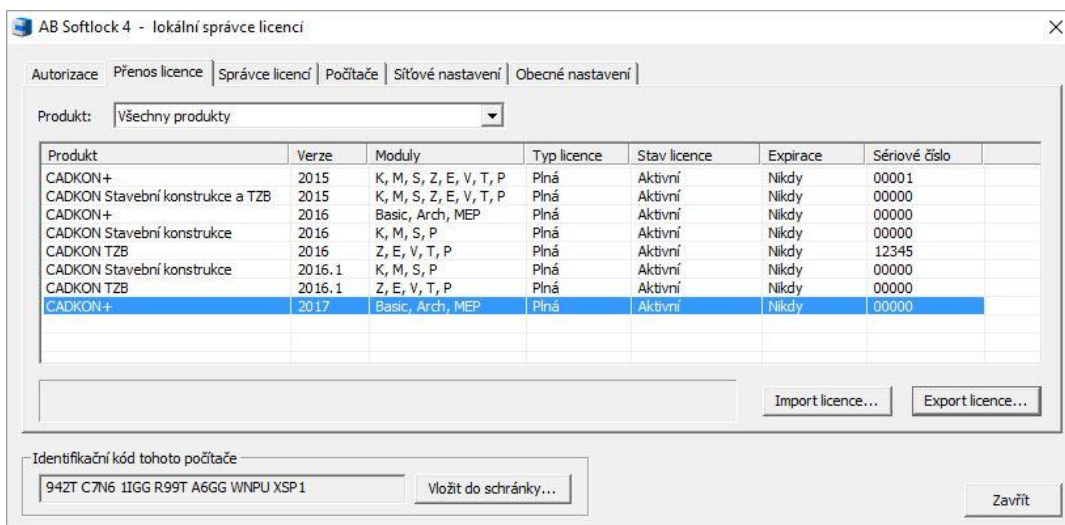 AB Softlock 4 - lokální správce licencí
Autorizace Přenos licence Správce licencí Počítače Síťové nastavení Obecné nastavení
Produkt: Všechny produkty
Produkt Verze Moduly Typ licence Stav licence Expirace Sériové číslo
CADKON+ 2015 K, M, S, Z, E, V, T, P Plná Aktivní Nikdy 00001
CADKON Stavební konstrukce a TZB 2015 K, M, S, Z, E, V, T, P Plná Aktivní Nikdy 00000
CADKON+ 2016 Basic, Arch, MEP Plná Aktivní Nikdy 00000
CADKON Stavební konstrukce 2016 K, M, S, P Plná Aktivní Nikdy 00000
CADKON TZB 2016 Z, E, V, T, P Plná Aktivní Nikdy 12345
CADKON Stavební konstrukce 2016.1 K, M, S, P Plná Aktivní Nikdy 00000
CADKON TZB 2016.1 Z, E, V, T, P Plná Aktivní Nikdy 00000
CADKON+ 2017 Basic, Arch, MEP Plná Aktivní Nikdy 00000
Import licence... Export licence...
Identifikační kód tohoto počítače
942T C7N6 1IGG R99T A6GG WNPU XSP1 Vložit do schránky...
Zavřít